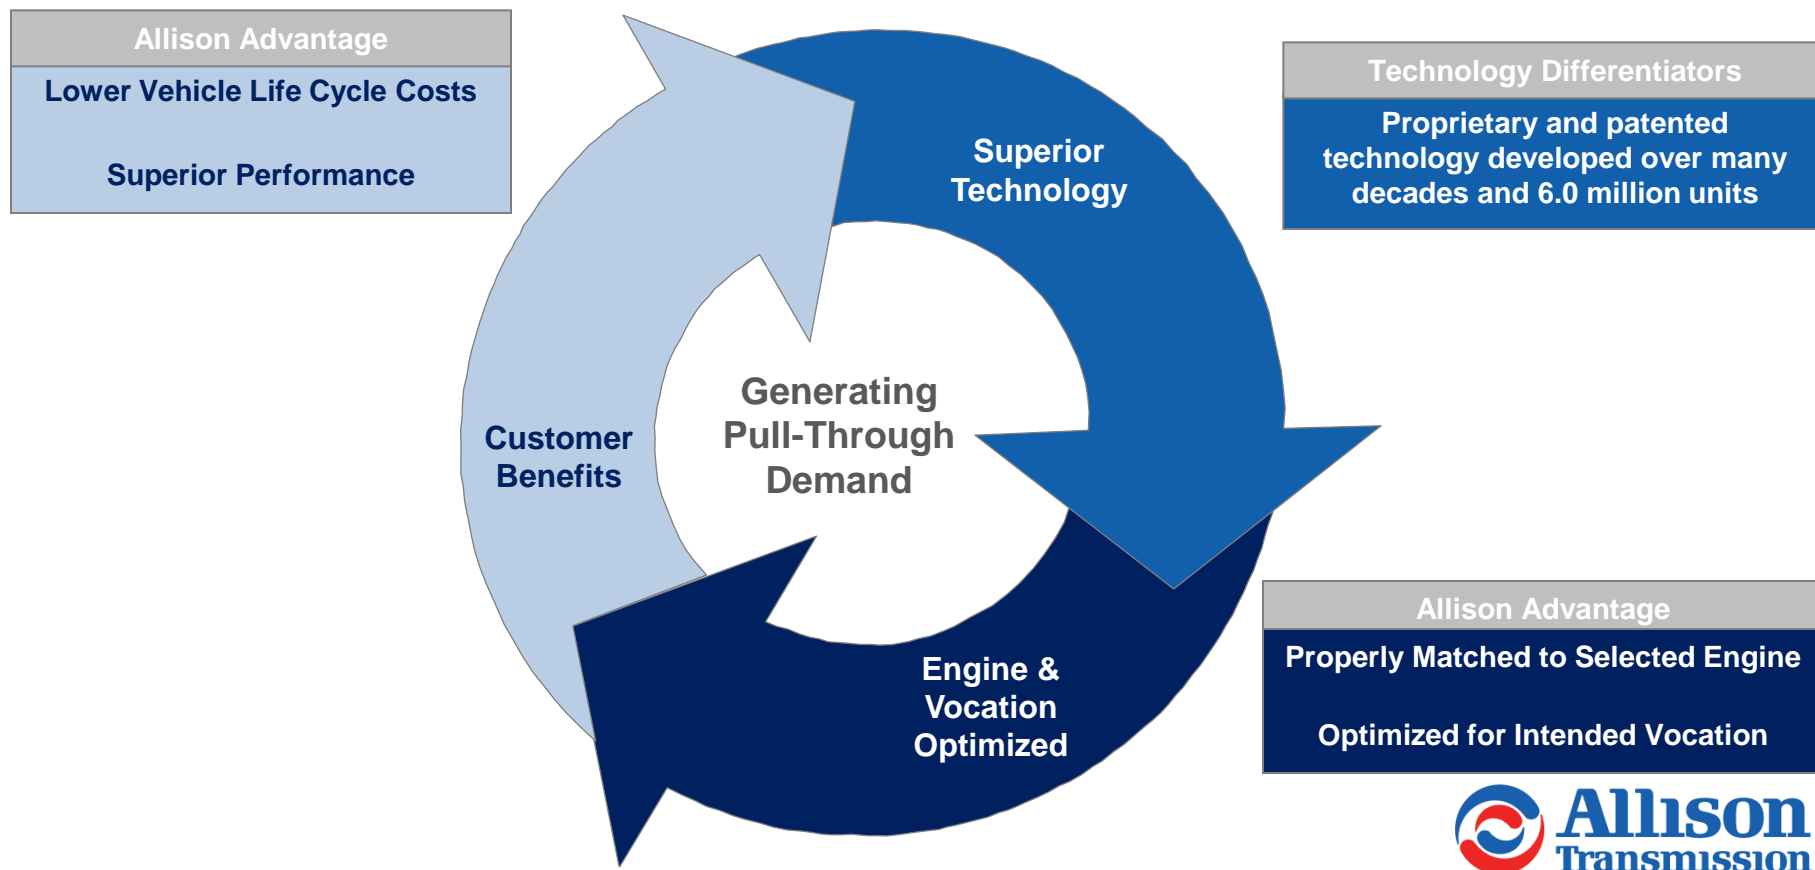 Allison Advantage
Lower Vehicle Life Cycle Costs
Superior Performance
Superior
Technology
Technology Differentiators
Proprietary and patented
technology developed over many
decades and 6.0 million units
Generating
Pull-Through
Demand
Customer
Benefits
Engine &
Vocation
Optimized
Allison Advantage
Properly Matched to Selected Engine
Optimized for Intended Vocation
Allison
Transmission